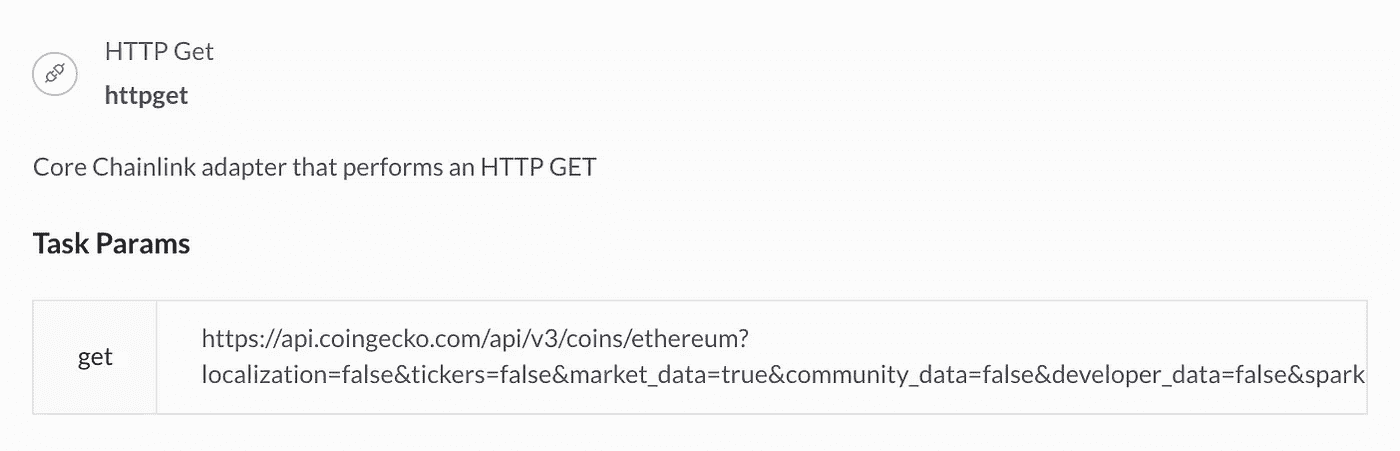 HTTP Get
httpget
Core Chainlink adapter that performs an HTTP GET
Task Params
get
https://api.coingecko.com/api/v3/coins/ethereum?
localization=false&tickers=false&market_data=true&community_data=false&developer_data=false&spark